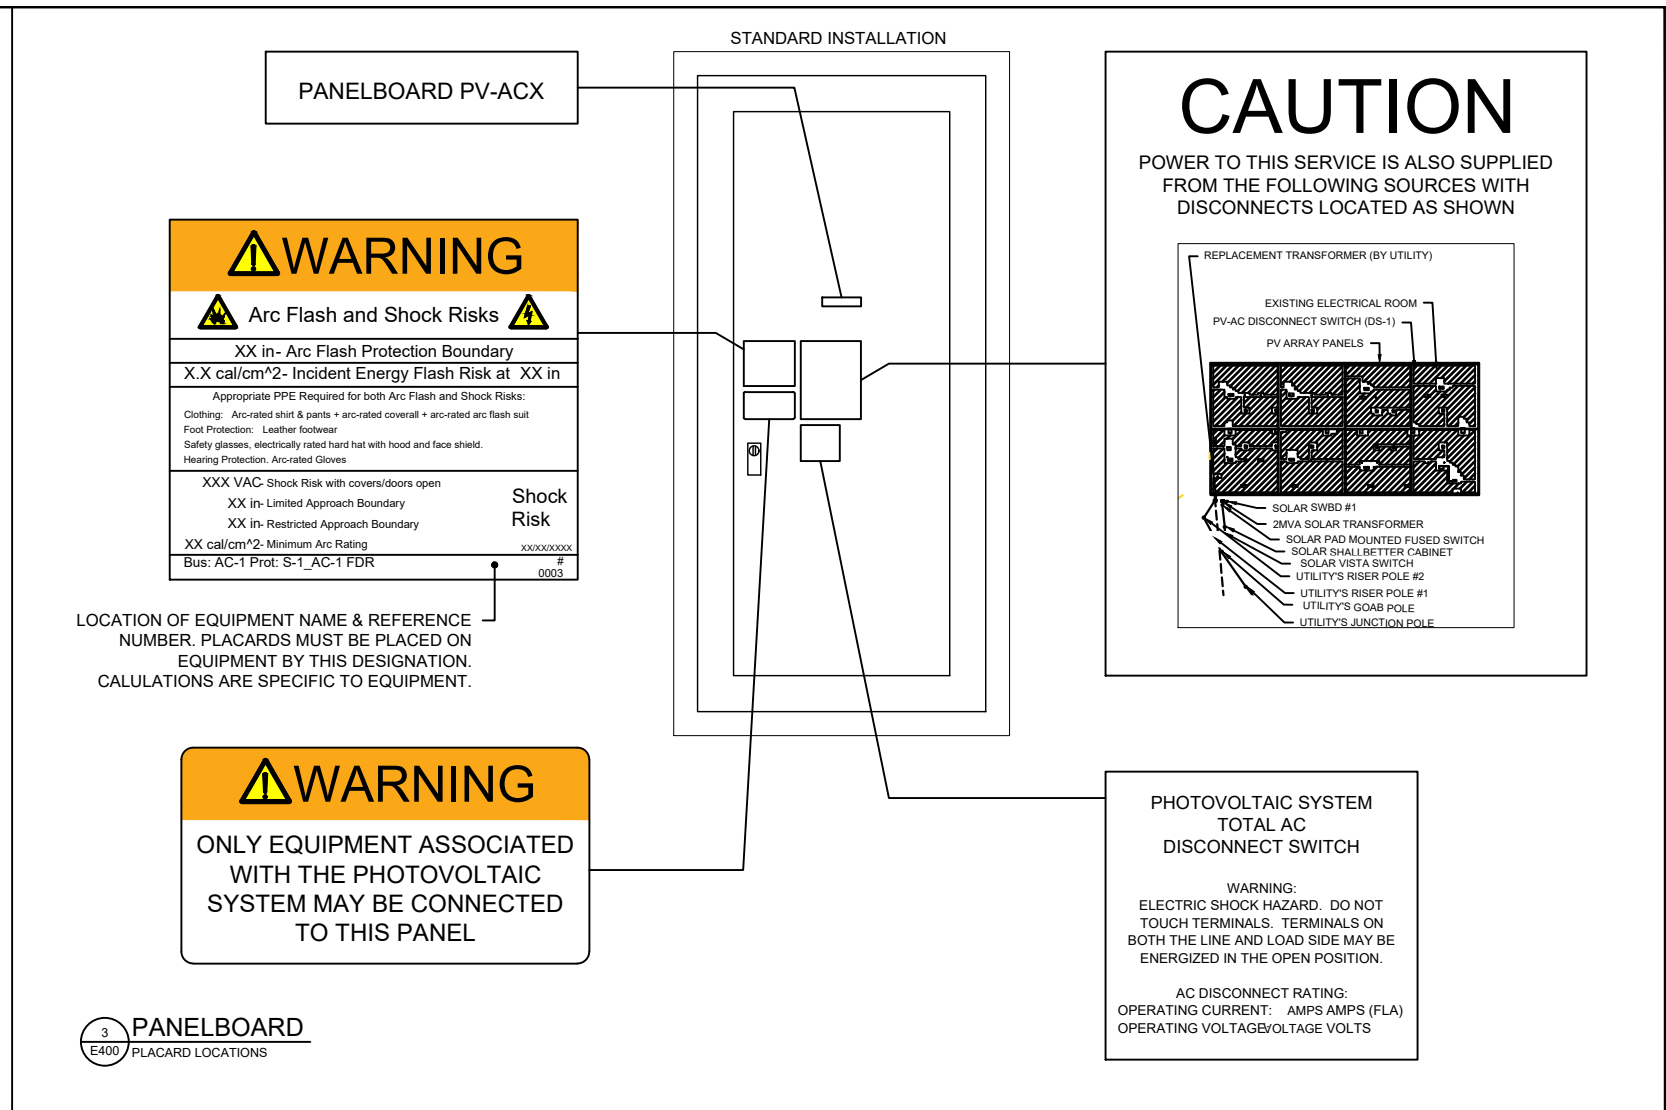 STANDARD INSTALLATION
PANELBOARD PV-ACX
WARNING
Arc Flash and Shock Risks
XX in- Arc Flash Protection Boundary
X.X cal/cm^2- Incident Energy Flash Risk at XX in
Appropriate PPE Required for both Arc Flash and Shock Risks:
Clothing: Arc-rated shirt & pants + arc-rated coverall + arc-rated arc flash suit
Foot Protection: Leather footwear
Safety glasses, electrically rated hard hat with hood and face shield.
Hearing Protection. Arc-rated Gloves
XXX VAC- Shock Risk with covers/doors open
XX in- Limited Approach Boundary
XX in- Restricted Approach Boundary
XX cal/cm^2- Minimum Arc Rating
Shock
Risk
xx/xx/xxxx
Bus: AC-1 Prot: S-1_AC-1 FDR
#
0003
LOCATION OF EQUIPMENT NAME & REFERENCE
NUMBER. PLACARDS MUST BE PLACED ON
EQUIPMENT BY THIS DESIGNATION.
CALULATIONS ARE SPECIFIC TO EQUIPMENT.
WARNING
ONLY EQUIPMENT ASSOCIATED
WITH THE PHOTOVOLTAIC
SYSTEM MAY BE CONNECTED
TO THIS PANEL
CAUTION
POWER TO THIS SERVICE IS ALSO SUPPLIED
FROM THE FOLLOWING SOURCES WITH
DISCONNECTS LOCATED AS SHOWN
REPLACEMENT TRANSFORMER (BY UTILITY)
EXISTING ELECTRICAL ROOM
PV-AC DISCONNECT SWITCH (DS-1)
PV ARRAY PANELS
SOLAR SWBD #1
2MVA SOLAR TRANSFORMER
SOLAR PAD MOUNTED FUSED SWITCH
SOLAR SHALLBETTER CABINET
SOLAR VISTA SWITCH
UTILITY'S RISER POLE #2
UTILITY'S RISER POLE #1
UTILITY'S GOAB POLE
UTILITY'S JUNCTION POLE
PHOTOVOLTAIC SYSTEM
TOTAL AC
DISCONNECT SWITCH
WARNING:
ELECTRIC SHOCK HAZARD. DO NOT
TOUCH TERMINALS. TERMINALS ON
BOTH THE LINE AND LOAD SIDE MAY BE
ENERGIZED IN THE OPEN POSITION.
AC DISCONNECT RATING:
OPERATING CURRENT: AMPS AMPS (FLA)
OPERATING VOLTAGE: VOLTAGE VOLTS
3
E400
PANELBOARD
PLACARD LOCATIONS